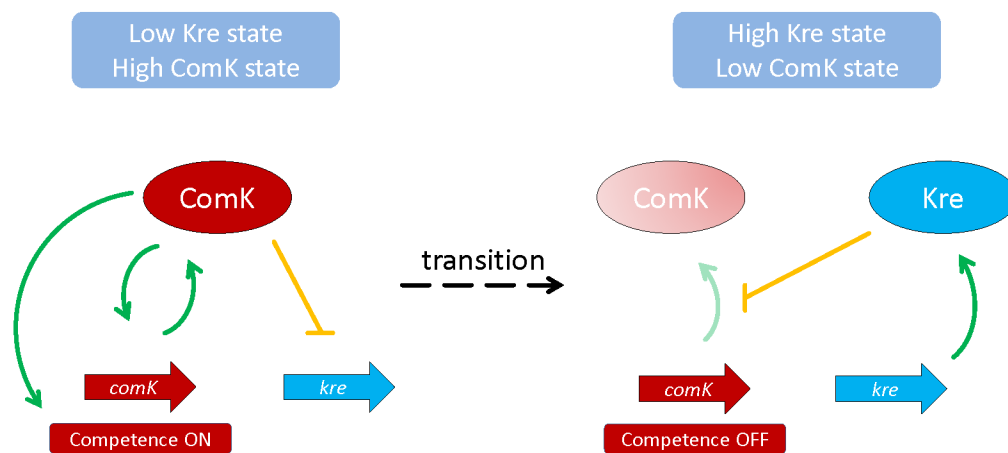 Low Kre state
High ComK state
High Kre state
Low ComK state
ComK
ComK
Kre
transition
comK
kre
comK
kre
Competence ON
Competence OFF